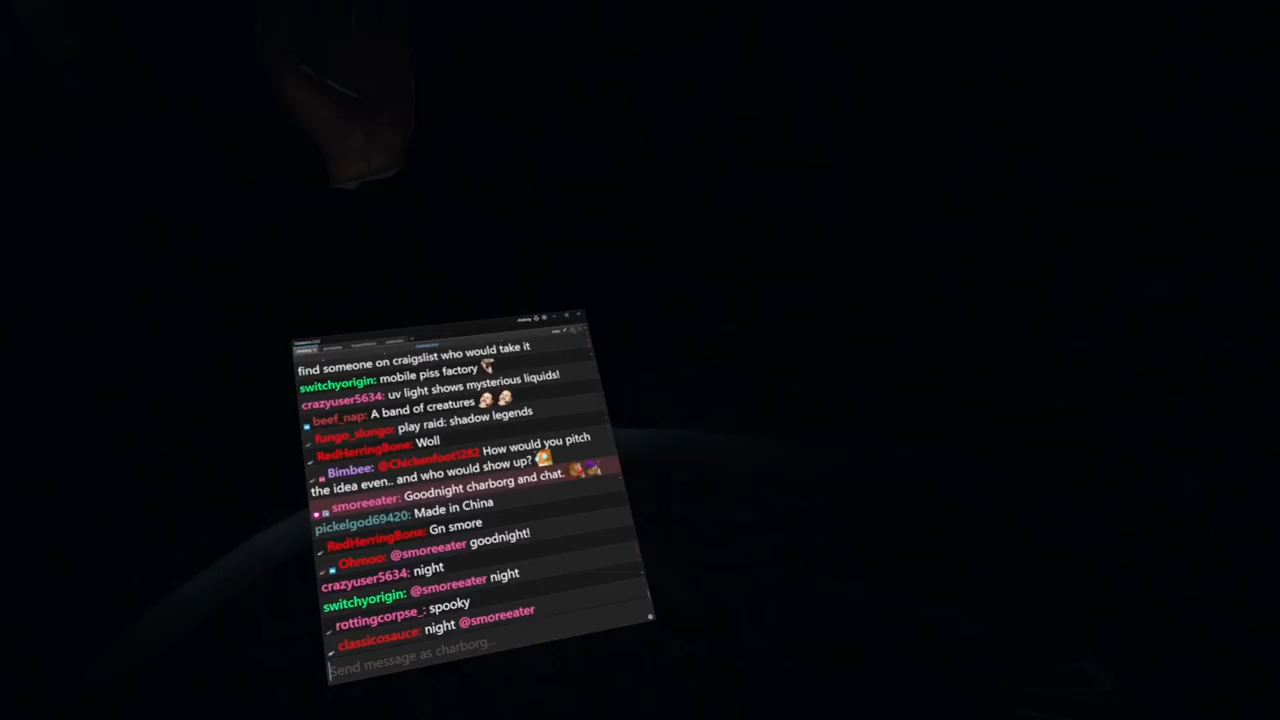 find someone on craigslist who would take it
switchyorigin: mobile piss factory
crazyuser5634: uv light shows mysterious liquids!
beef_nap: A band of creatures
fungo_slungo: play raid: shadow legends
RedHerringBone: Woll
Bimbee: @Chickenfoot1282 How would you pitch
the idea even.. and who would show up?
smoreeater: Goodnight charborg and chat.
pickelgod69420: Made in China
RedHerringBone: Gn smore
Ohmoo: @smoreeater goodnight!
crazyuser5634: night
switchyorigin: @smoreeater night
rottingcorpse_: spooky
classicosauce: night @smoreeater
Send message as charborg...